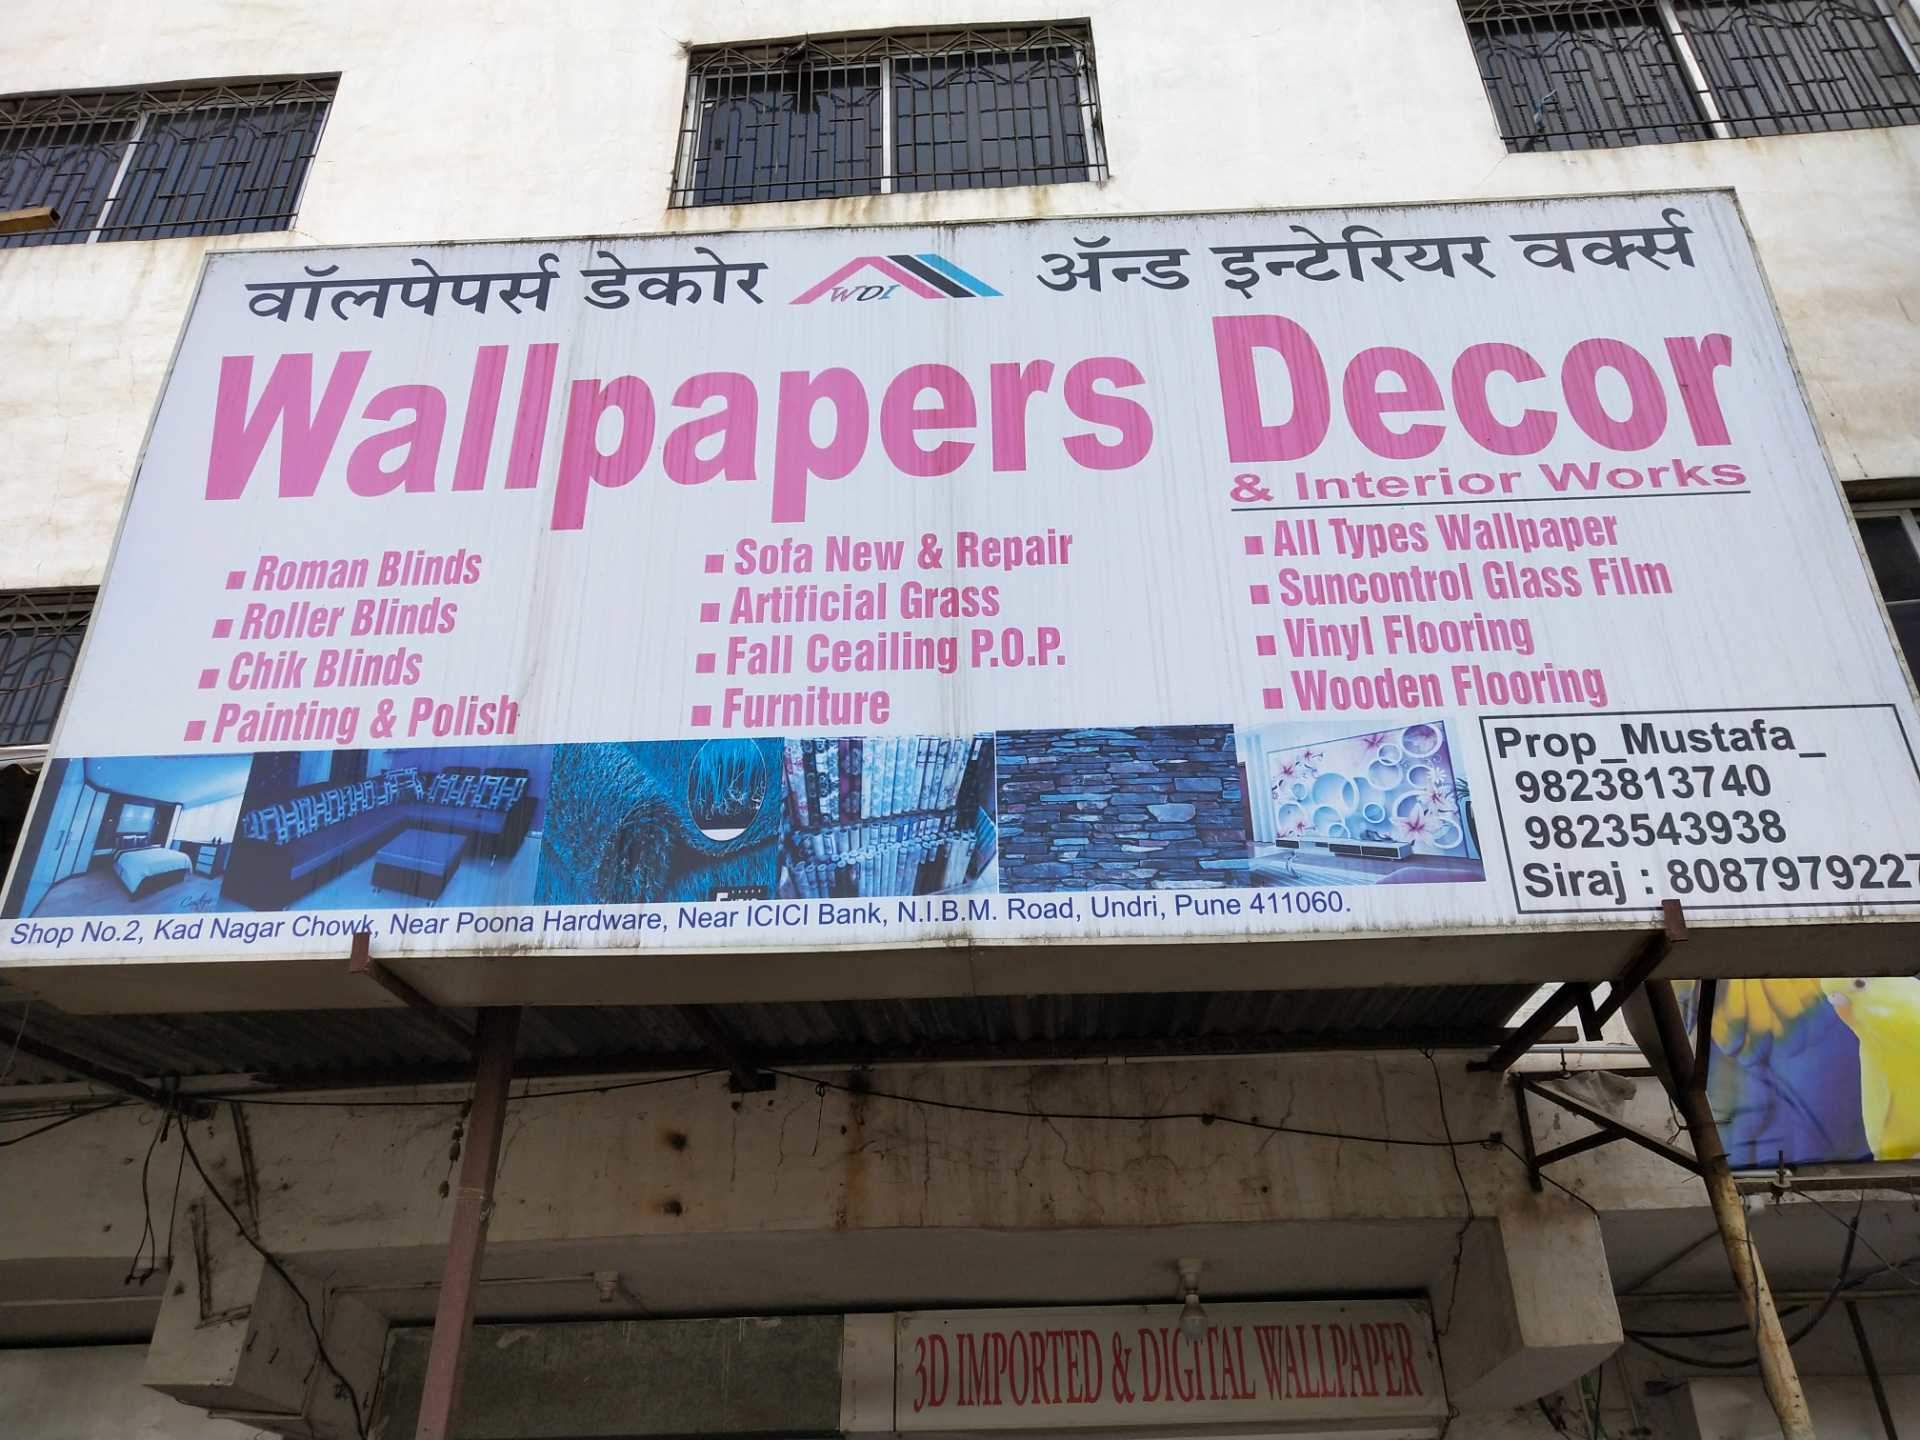 वॉलपेपर्स डेकोर WDI ॲन्ड इन्टेरियर वर्क्स
Wallpapers Decor
& Interior Works
▪ Roman Blinds
▪ Roller Blinds
▪ Chik Blinds
▪ Painting & Polish
▪ Sofa New & Repair
▪ Artificial Grass
▪ Fall Ceailing P.O.P.
▪ Furniture
▪ All Types Wallpaper
▪ Suncontrol Glass Film
▪ Vinyl Flooring
▪ Wooden Flooring
Prop_Mustafa_
9823813740
9823543938
Siraj : 8087979227
Shop No.2, Kad Nagar Chowk, Near Poona Hardware, Near ICICI Bank, N.I.B.M. Road, Undri, Pune 411060.
3D IMPORTED & DIGITAL WALLPAPER